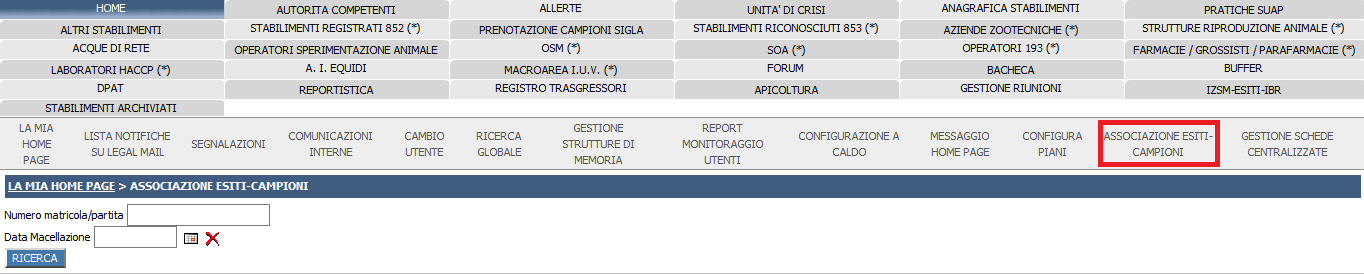 HOME AUTORITA COMPETENTI ALLERTE UNITA' DI CRISI ANAGRAFICA STABILIMENTI PRATICHE SUAP
ALTRI STABILIMENTI STABILIMENTI REGISTRATI 852 (*) PRENOTAZIONE CAMPIONI SIGLA STABILIMENTI RICONOSCIUTI 853 (*) AZIENDE ZOOTECNICHE (*) STRUTTURE RIPRODUZIONE ANIMALE (*)
ACQUE DI RETE OPERATORI SPERIMENTAZIONE ANIMALE OSM (*) SOA (*) OPERATORI 193 (*) FARMACIE / GROSSISTI / PARAFARMACIE (*)
LABORATORI HACCP (*) A. I. EQUIDI MACROAREA I.U.V. (*) FORUM BACHECA BUFFER
DPAT REPORTISTICA REGISTRO TRASGRESSORI APICOLTURA GESTIONE RIUNIONI IZSM-ESITI-IBR
STABILIMENTI ARCHIVIATI
LA MIA
HOME
PAGE
LISTA NOTIFICHE
SU LEGAL MAIL
SEGNALAZIONI
COMUNICAZIONI
INTERNE
CAMBIO
UTENTE
RICERCA
GLOBALE
GESTIONE
STRUTTURE DI
MEMORIA
REPORT
MONITORAGGIO
UTENTI
CONFIGURAZIONE A
CALDO
MESSAGGIO
HOME PAGE
CONFIGURA
PIANI
ASSOCIAZIONE ESITI-
CAMPIONI
GESTIONE SCHEDE
CENTRALIZZATE
LA MIA HOME PAGE > ASSOCIAZIONE ESITI-CAMPIONI
Numero matricola/partita
Data Macellazione
RICERCA